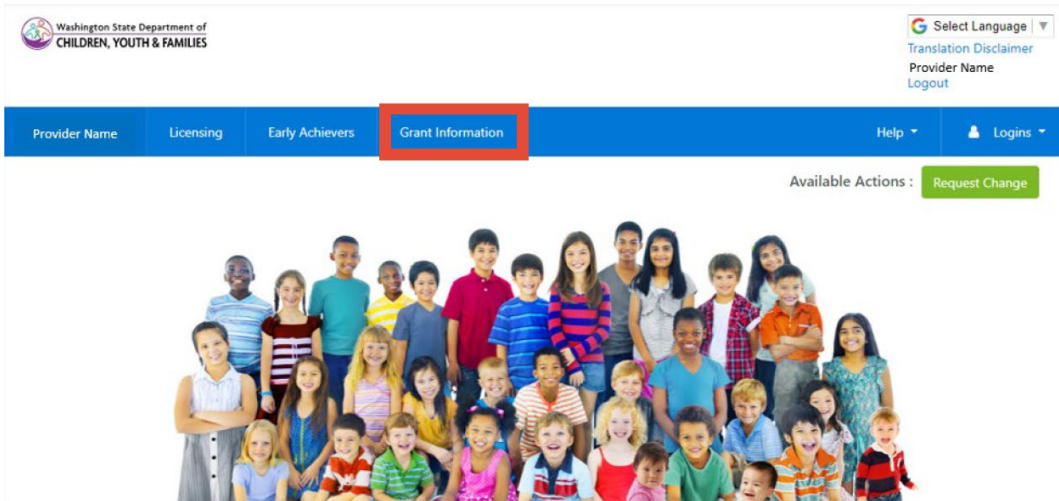 Washington State Department of
CHILDREN, YOUTH & FAMILIES
Select Language
Translation Disclaimer
Provider Name
Logout
Provider Name Licensing Early Achievers Grant Information Help Logins
Available Actions : Request Change